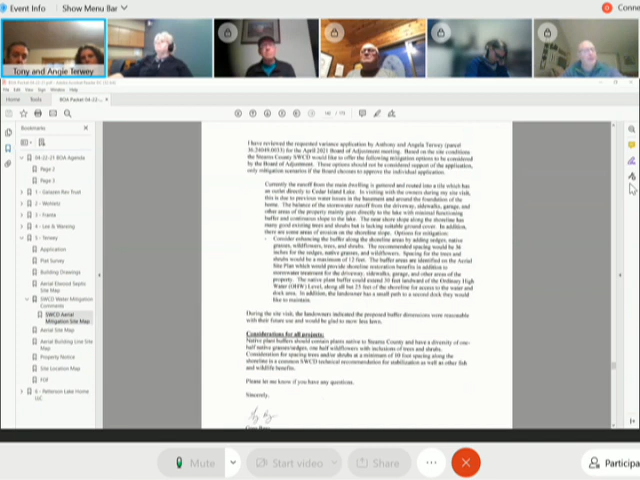 Event Info
Show Menu Bar
Conne
Tony and Angie Terwey
Home Tools BOA Packet 04-22-...
Bookmarks
04-22-21 BOA Agenda
Page 2
Page 3
1 - Galazen Rev Trust
2 - Wohletz
3 - Frantz
4 - Lee & Manning
5 - Terwey
Application
Plat Survey
Building Drawings
Aerial Elwood Septic Site Map
SWCD Water Mitigation Comments
SWCD Aerial Mitigation Site Map
Aerial Site Map
Aerial Building Line Site Map
Property Notice
Site Location Map
PDF
6 - Patterson Lake Home LLC
I have reviewed the requested variance application by Anthony and Angela Terwey (parcel
for the April 2021 Board of Adjustment meeting. Based on the site conditions
the Stearns County SWCD would like to offer the following mitigation options to be considered
by the Board of Adjustment. These options should not be considered support of the application,
only mitigation scenarios if the Board chooses to approve the individual application.
Currently the runoff from the main dwelling is guttered and routed into a tile which has
an outlet directly to Cedar Island Lake. In visiting with the owners during my site visit,
this is due to previous water issues in the basement and around the foundation of the
home. The balance of the stormwater runoff from the driveway, sidewalks, garage, and
other areas of the property mainly goes directly to the lake with minimal functioning
buffer and continuous slope to the lake. The near shore slope along the shoreline has
many good existing trees and shrubs but is lacking suitable ground cover. In addition,
there are some areas of erosion on the shoreline slope. Options for mitigation:
- Consider enhancing the buffer along the shoreline areas by adding sedges, native
grasses, wildflowers, trees, and shrubs. The recommended spacing would be 36
inches for the sedges, native grasses, and wildflowers. Spacing for the trees and
shrubs would be a maximum of 12 feet. The buffer areas are identified on the Aerial
Site Plan which would provide shoreline restoration benefits in addition to
stormwater treatment for the driveway, sidewalks, garage, and other areas of the
property. The native plant buffer could extend 30 feet landward of the Ordinary High
Water (OHW) Level, along all but 25 feet of the shoreline for access to the water and
dock area. In addition, the landowner has a small path to a second dock they would
like to maintain.
During the site visit, the landowners indicated the proposed buffer dimensions were reasonable
with their future use and would be glad to mow less lawn.
Considerations for all projects:
Native plant buffers should contain plants native to Stearns County and have a diversity of one-
half native grasses/sedges, one half wildflowers with inclusions of trees and shrubs.
Consideration for spacing trees and/or shrubs at a minimum of 10 foot spacing along the
shoreline is a common SWCD technical recommendation for stabilization as well as other fish
and wildlife benefits.
Please let me know if you have any questions.
Sincerely,
Mute
Start video
Share
Participa